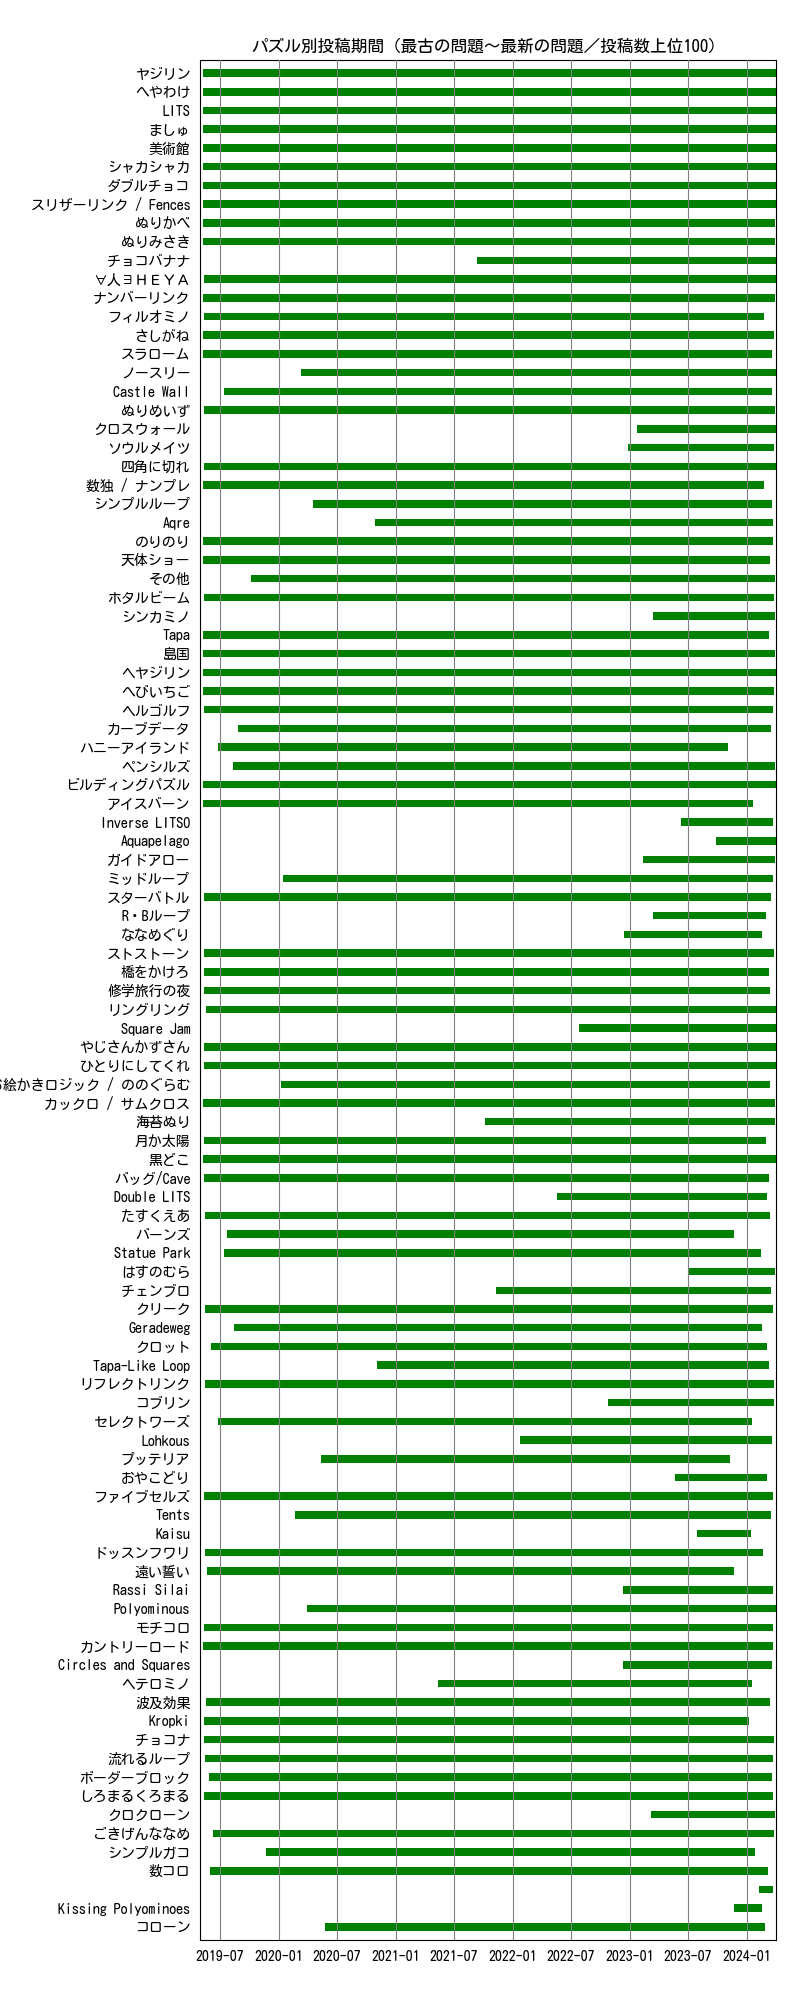 パズル別投稿期間（最古の問題～最新の問題／投稿数上位100）
ヤジリン
へやわけ
LITS
ましゅ
美術館
シャカシャカ
ダブルチョコ
スリザーリンク / Fences
ぬりかべ
ぬりみさき
チョコバナナ
∀人∃ＨＥＹＡ
ナンバーリンク
フィルオミノ
さしがね
スラローム
ノースリー
Castle Wall
ぬりめいず
クロスウォール
ソウルメイツ
四角に切れ
数独 / ナンプレ
シンプルループ
Aqre
のりのり
天体ショー
その他
ホタルビーム
シンカミノ
Tapa
島国
ヘヤジリン
へびいちご
ヘルゴルフ
カーブデータ
ハニーアイランド
ペンシルズ
ビルディングパズル
アイスバーン
Inverse LITSO
Aquapelago
ガイドアロー
ミッドループ
スターバトル
R・Bループ
ななめぐり
ストストーン
橋をかけろ
修学旅行の夜
リングリング
Square Jam
やじさんかずさん
ひとりにしてくれ
絵かきロジック / ののぐらむ
カックロ / サムクロス
海苔ぬり
月か太陽
黒どこ
バッグ/Cave
Double LITS
たすくえあ
バーンズ
Statue Park
はすのむら
チェンブロ
クリーク
Geradeweg
クロット
Tapa-Like Loop
リフレクトリンク
コブリン
セレクトワーズ
Lohkous
プッテリア
おやこどり
ファイブセルズ
Tents
Kaisu
ドッスンフワリ
遠い誓い
Rassi Silai
Polyominous
モチコロ
カントリーロード
Circles and Squares
ヘテロミノ
波及効果
Kropki
チョコナ
流れるループ
ボーダーブロック
しろまるくろまる
クロクローン
ごきげんななめ
シンプルガコ
数コロ
Kissing Polyominoes
コローン
2019-07 2020-01 2020-07 2021-01 2021-07 2022-01 2022-07 2023-01 2023-07 2024-01